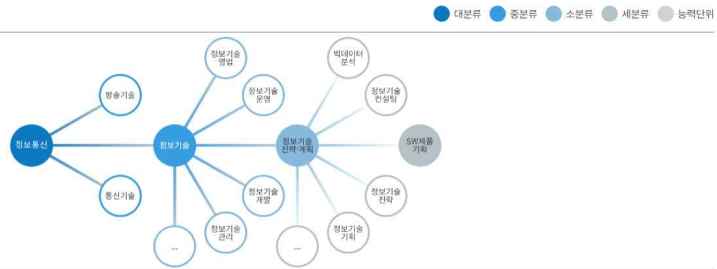 대분류 중분류 소분류 세분류 능력단위
정보기술
영업
빅데이터
분석
방송기술
정보기술
운영
정보기술
컨설팅
정보통신
정보기술
정보기술
전략·계획
SW제품
기획
통신기술
정보기술
개발
정보기술
전략
...
정보기술
관리
...
정보기술
기획